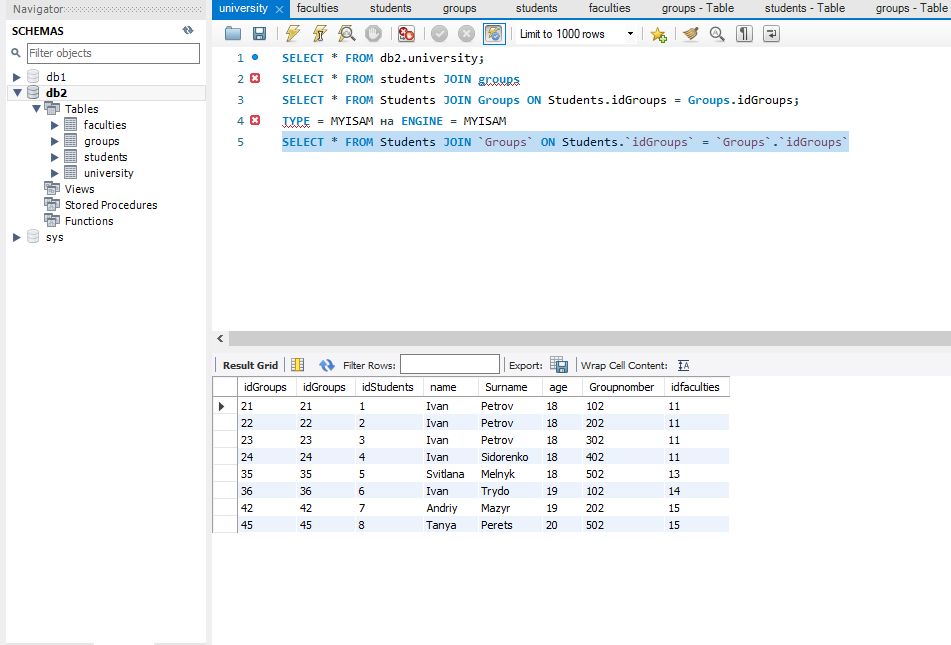 Navigator
university faculties students groups students faculties groups - Table students - Table groups - Table
SCHEMAS
Limit to 1000 rows
Filter objects
db1
db2
Tables
faculties
groups
students
university
Views
Stored Procedures
Functions
sys
1 SELECT * FROM db2.university;
2 SELECT * FROM students JOIN groups
3 SELECT * FROM Students JOIN Groups ON Students.idGroups = Groups.idGroups;
4 TYPE = MYISAM на ENGINE = MYISAM
5 SELECT * FROM Students JOIN `Groups` ON Students.`idGroups` = `Groups`.`idGroups`
Result Grid Filter Rows: Export: Wrap Cell Content:
idGroups idGroups idStudents name Surname age Groupnomber idfaculties
21 21 1 Ivan Petrov 18 102 11
22 22 2 Ivan Petrov 18 202 11
23 23 3 Ivan Petrov 18 302 11
24 24 4 Ivan Sidorenko 18 402 11
35 35 5 Svitlana Melnyk 18 502 13
36 36 6 Ivan Trydo 19 102 14
42 42 7 Andriy Mazyr 19 202 15
45 45 8 Tanya Perets 20 502 15